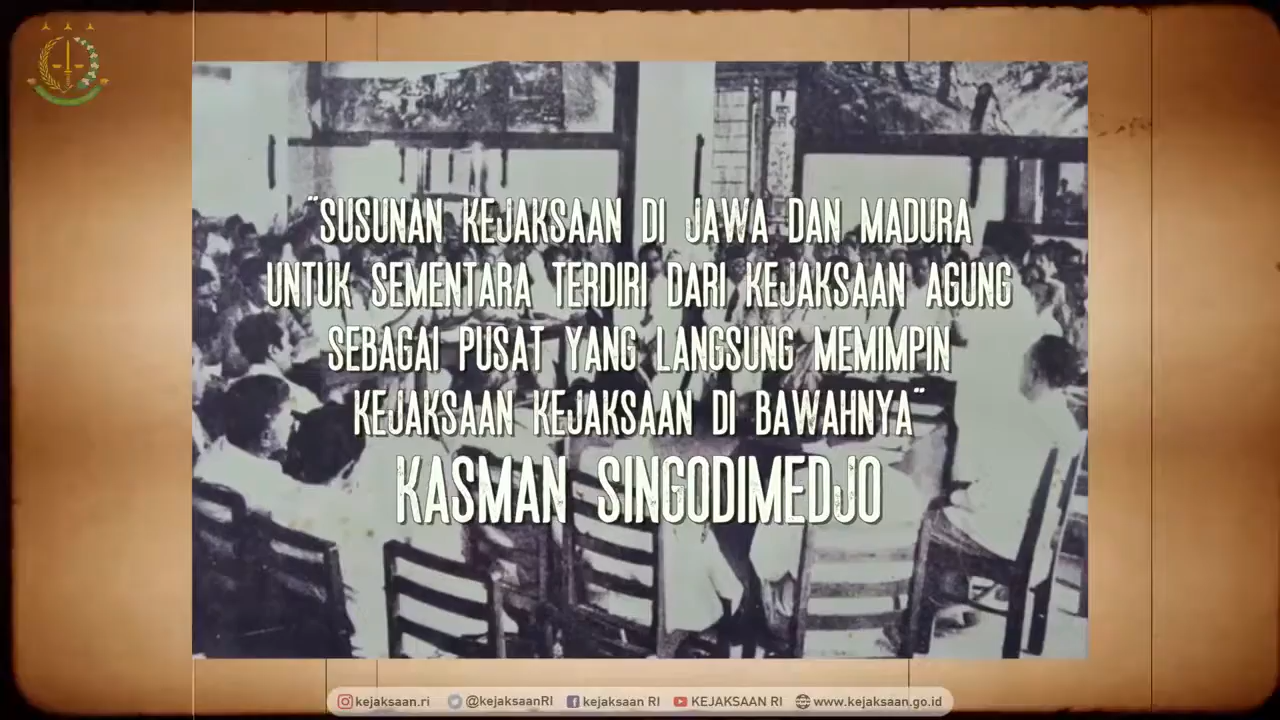 "SUSUNAN KEJAKSAAN DI JAWA DAN MADURA
UNTUK SEMENTARA TERDIRI DARI KEJAKSAAN AGUNG
SEBAGAI PUSAT YANG LANGSUNG MEMIMPIN
KEJAKSAAN KEJAKSAAN DI BAWAHNYA"
KASMAN SINGODIMEDJO
kejaksaan.ri @kejaksaanRI kejaksaan RI KEJAKSAAN RI www.kejaksaan.go.id